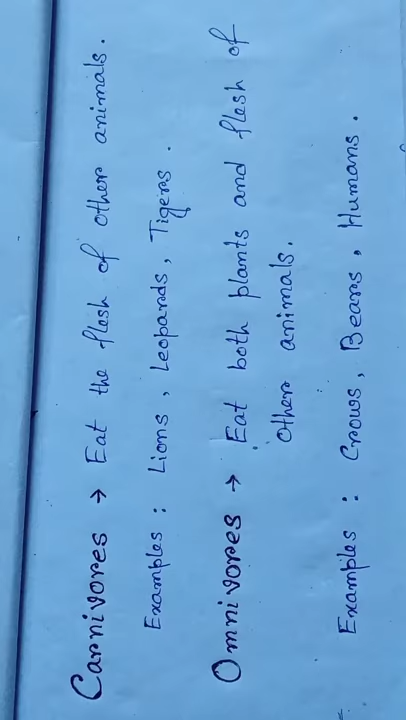 Carnivores → Eat the flesh of other animals.
Examples : Lions, Leopards, Tigers.
Omnivores → Eat both plants and flesh of
other animals.
Examples : Crows, Bears, Humans.